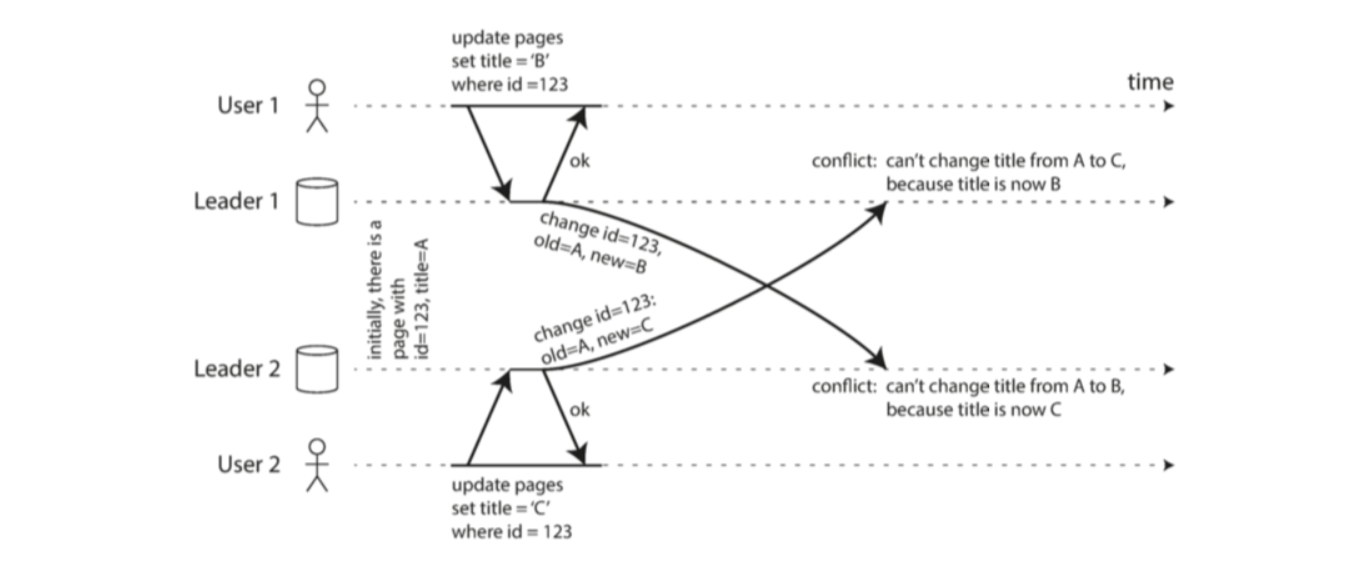 update pages
set title = ‘B’
where id =123
time
User 1
ok
conflict: can’t change title from A to C,
because title is now B
Leader 1
change id=123,
old=A, new=B
initially, there is a
page with
id=123, title=A
change id=123:
old=A, new=C
Leader 2
conflict: can’t change title from A to B,
because title is now C
ok
User 2
update pages
set title = ‘C’
where id = 123